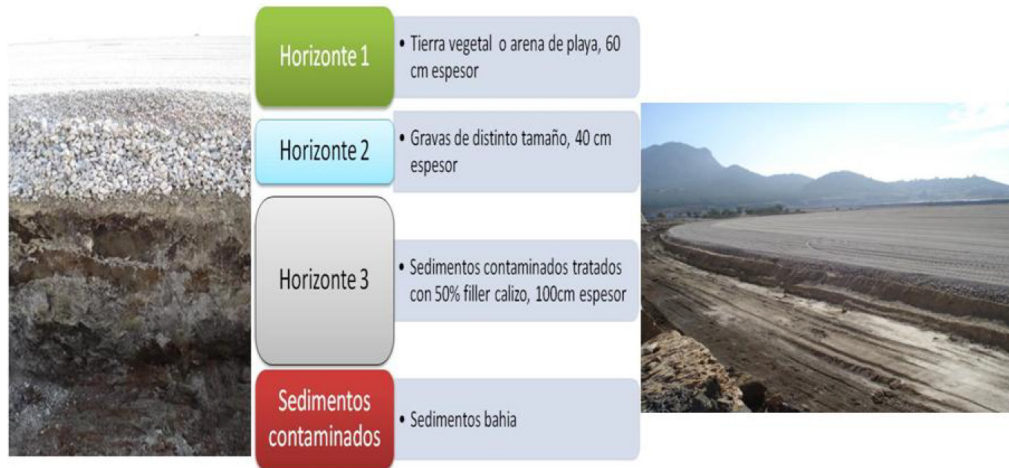 Horizonte 1
• Tierra vegetal o arena de playa, 60
cm espesor
Horizonte 2
• Gravas de distinto tamaño, 40 cm
espesor
Horizonte 3
• Sedimentos contaminados tratados
con 50% filler calizo, 100cm espesor
Sedimentos
contaminados
• Sedimentos bahia